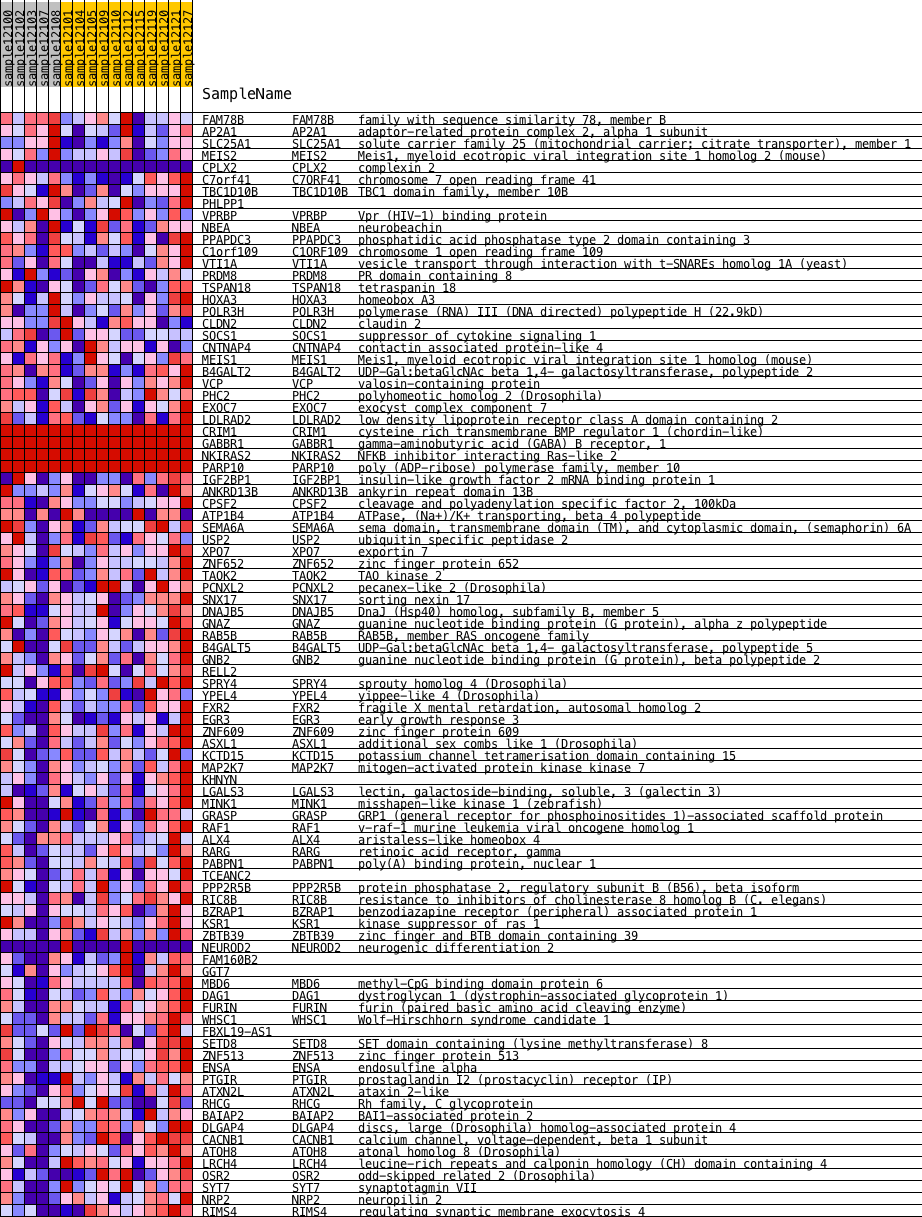 sample12100 sample12102 sample12103 sample12107 sample12108 sample12101 sample12104 sample12105 sample12109 sample12110 sample12112 sample12115 sample12119 sample12120 sample12121 sample12127
SampleName
FAM78B FAM78B family with sequence similarity 78, member B
AP2A1 AP2A1 adaptor-related protein complex 2, alpha 1 subunit
SLC25A1 SLC25A1 solute carrier family 25 (mitochondrial carrier; citrate transporter), member 1
MEIS2 MEIS2 Meis1, myeloid ecotropic viral integration site 1 homolog 2 (mouse)
CPLX2 CPLX2 complexin 2
C7orf41 C7ORF41 chromosome 7 open reading frame 41
TBC1D10B TBC1D10B TBC1 domain family, member 10B
PHLPP1
VPRBP VPRBP Vpr (HIV-1) binding protein
NBEA NBEA neurobeachin
PPAPDC3 PPAPDC3 phosphatidic acid phosphatase type 2 domain containing 3
C1orf109 C1ORF109 chromosome 1 open reading frame 109
VTI1A VTI1A vesicle transport through interaction with t-SNAREs homolog 1A (yeast)
PRDM8 PRDM8 PR domain containing 8
TSPAN18 TSPAN18 tetraspanin 18
HOXA3 HOXA3 homeobox A3
POLR3H POLR3H polymerase (RNA) III (DNA directed) polypeptide H (22.9kD)
CLDN2 CLDN2 claudin 2
SOCS1 SOCS1 suppressor of cytokine signaling 1
CNTNAP4 CNTNAP4 contactin associated protein-like 4
MEIS1 MEIS1 Meis1, myeloid ecotropic viral integration site 1 homolog (mouse)
B4GALT2 B4GALT2 UDP-Gal:betaGlcNAc beta 1,4- galactosyltransferase, polypeptide 2
VCP VCP valosin-containing protein
PHC2 PHC2 polyhomeotic homolog 2 (Drosophila)
EXOC7 EXOC7 exocyst complex component 7
LDLRAD2 LDLRAD2 low density lipoprotein receptor class A domain containing 2
CRIM1 CRIM1 cysteine rich transmembrane BMP regulator 1 (chordin-like)
GABBR1 GABBR1 gamma-aminobutyric acid (GABA) B receptor, 1
NKIRAS2 NKIRAS2 NFKB inhibitor interacting Ras-like 2
PARP10 PARP10 poly (ADP-ribose) polymerase family, member 10
IGF2BP1 IGF2BP1 insulin-like growth factor 2 mRNA binding protein 1
ANKRD13B ANKRD13B ankyrin repeat domain 13B
CPSF2 CPSF2 cleavage and polyadenylation specific factor 2, 100kDa
ATP1B4 ATP1B4 ATPase, (Na+)/K+ transporting, beta 4 polypeptide
SEMA6A SEMA6A sema domain, transmembrane domain (TM), and cytoplasmic domain, (semaphorin) 6A
USP2 USP2 ubiquitin specific peptidase 2
XPO7 XPO7 exportin 7
ZNF652 ZNF652 zinc finger protein 652
TAOK2 TAOK2 TAO kinase 2
PCNXL2 PCNXL2 pecanex-like 2 (Drosophila)
SNX17 SNX17 sorting nexin 17
DNAJB5 DNAJB5 DnaJ (Hsp40) homolog, subfamily B, member 5
GNAZ GNAZ guanine nucleotide binding protein (G protein), alpha z polypeptide
RAB5B RAB5B RAB5B, member RAS oncogene family
B4GALT5 B4GALT5 UDP-Gal:betaGlcNAc beta 1,4- galactosyltransferase, polypeptide 5
GNB2 GNB2 guanine nucleotide binding protein (G protein), beta polypeptide 2
RELL2
SPRY4 SPRY4 sprouty homolog 4 (Drosophila)
YPEL4 YPEL4 yippee-like 4 (Drosophila)
FXR2 FXR2 fragile X mental retardation, autosomal homolog 2
EGR3 EGR3 early growth response 3
ZNF609 ZNF609 zinc finger protein 609
ASXL1 ASXL1 additional sex combs like 1 (Drosophila)
KCTD15 KCTD15 potassium channel tetramerisation domain containing 15
MAP2K7 MAP2K7 mitogen-activated protein kinase kinase 7
KHNYN
LGALS3 LGALS3 lectin, galactoside-binding, soluble, 3 (galectin 3)
MINK1 MINK1 misshapen-like kinase 1 (zebrafish)
GRASP GRASP GRP1 (general receptor for phosphoinositides 1)-associated scaffold protein
RAF1 RAF1 v-raf-1 murine leukemia viral oncogene homolog 1
ALX4 ALX4 aristaless-like homeobox 4
RARG RARG retinoic acid receptor, gamma
PABPN1 PABPN1 poly(A) binding protein, nuclear 1
TCEANC2
PPP2R5B PPP2R5B protein phosphatase 2, regulatory subunit B (B56), beta isoform
RIC8B RIC8B resistance to inhibitors of cholinesterase 8 homolog B (C. elegans)
BZRAP1 BZRAP1 benzodiazapine receptor (peripheral) associated protein 1
KSR1 KSR1 kinase suppressor of ras 1
ZBTB39 ZBTB39 zinc finger and BTB domain containing 39
NEUROD2 NEUROD2 neurogenic differentiation 2
FAM160B2
GGT7
MBD6 MBD6 methyl-CpG binding domain protein 6
DAG1 DAG1 dystroglycan 1 (dystrophin-associated glycoprotein 1)
FURIN FURIN furin (paired basic amino acid cleaving enzyme)
WHSC1 WHSC1 Wolf-Hirschhorn syndrome candidate 1
FBXL19-AS1
SETD8 SETD8 SET domain containing (lysine methyltransferase) 8
ZNF513 ZNF513 zinc finger protein 513
ENSA ENSA endosulfine alpha
PTGIR PTGIR prostaglandin I2 (prostacyclin) receptor (IP)
ATXN2L ATXN2L ataxin 2-like
RHCG RHCG Rh family, C glycoprotein
BAIAP2 BAIAP2 BAI1-associated protein 2
DLGAP4 DLGAP4 discs, large (Drosophila) homolog-associated protein 4
CACNB1 CACNB1 calcium channel, voltage-dependent, beta 1 subunit
ATOH8 ATOH8 atonal homolog 8 (Drosophila)
LRCH4 LRCH4 leucine-rich repeats and calponin homology (CH) domain containing 4
OSR2 OSR2 odd-skipped related 2 (Drosophila)
SYT7 SYT7 synaptotagmin VII
NRP2 NRP2 neuropilin 2
RIMS4 RIMS4 regulating synaptic membrane exocytosis 4